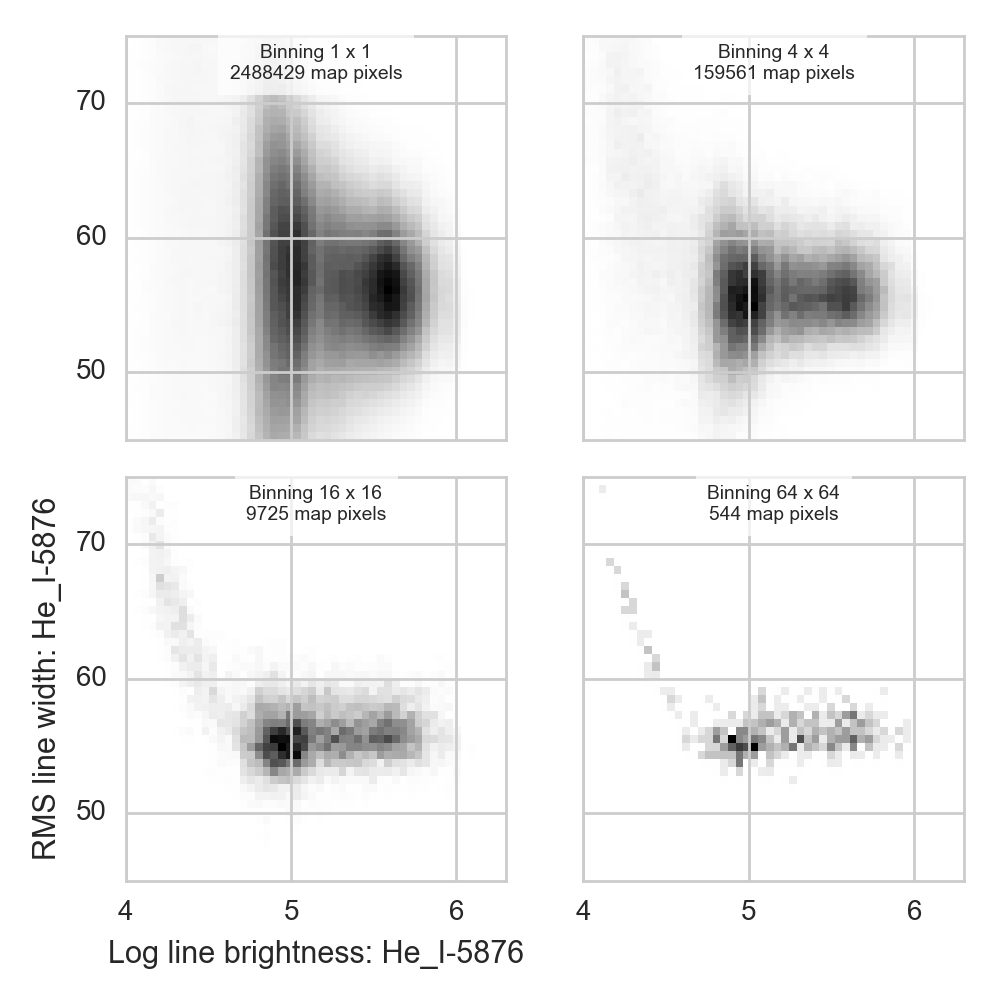 Binning 1 x 1
2488429 map pixels
Binning 4 x 4
159561 map pixels
70
60
50
Binning 16 x 16
9725 map pixels
Binning 64 x 64
544 map pixels
70
60
50
RMS line width: He_I-5876
4 5 6
4 5 6
Log line brightness: He_I-5876